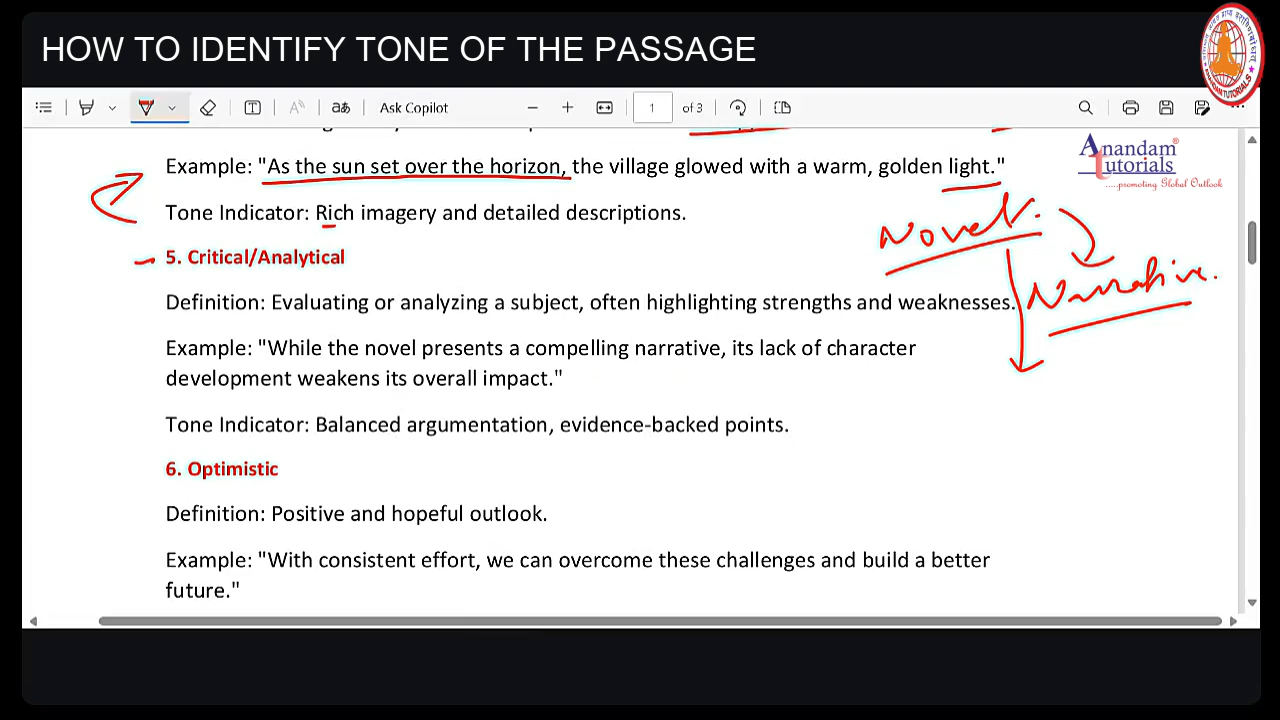 HOW TO IDENTIFY TONE OF THE PASSAGE
Ask Copilot
1 of 3
Anandam
tutorials
.....promoting Global Outlook
Example: "As the sun set over the horizon, the village glowed with a warm, golden light."
Tone Indicator: Rich imagery and detailed descriptions.
Novel
5. Critical/Analytical
Narrative.
Definition: Evaluating or analyzing a subject, often highlighting strengths and weaknesses.
Example: "While the novel presents a compelling narrative, its lack of character
development weakens its overall impact."
Tone Indicator: Balanced argumentation, evidence-backed points.
6. Optimistic
Definition: Positive and hopeful outlook.
Example: "With consistent effort, we can overcome these challenges and build a better
future."